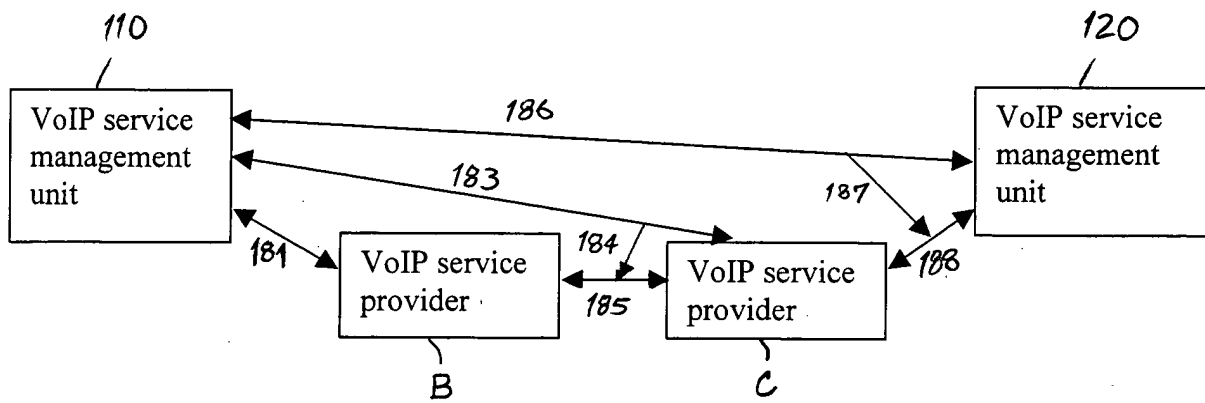 110
120
VoIP service
management
unit
186
VoIP service
management
unit
183
187
181
184
188
VoIP service
provider
185
VoIP service
provider
B
C